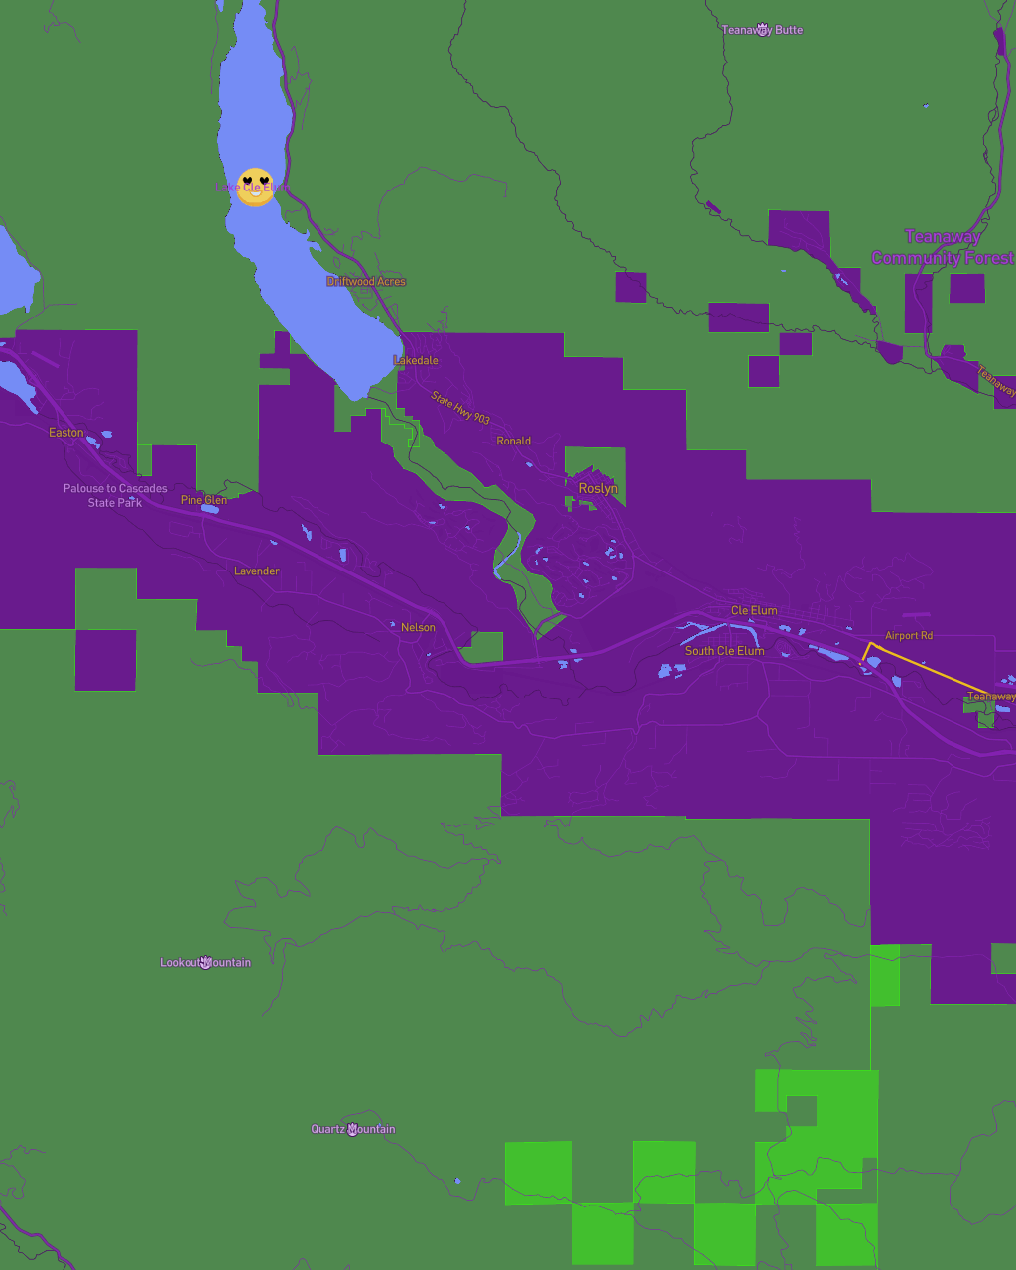 Teanaway Butte
Lake Cle Elum
Teanaway
Community Forest
Driftwood Acres
Lakedale
State Hwy 903
Teanaway
Easton
Ronald
Roslyn
Palouse to Cascades
State Park
Pine Glen
Lavender
Nelson
Cle Elum
South Cle Elum
Airport Rd
Teanaway
Lookout Mountain
Quartz Mountain